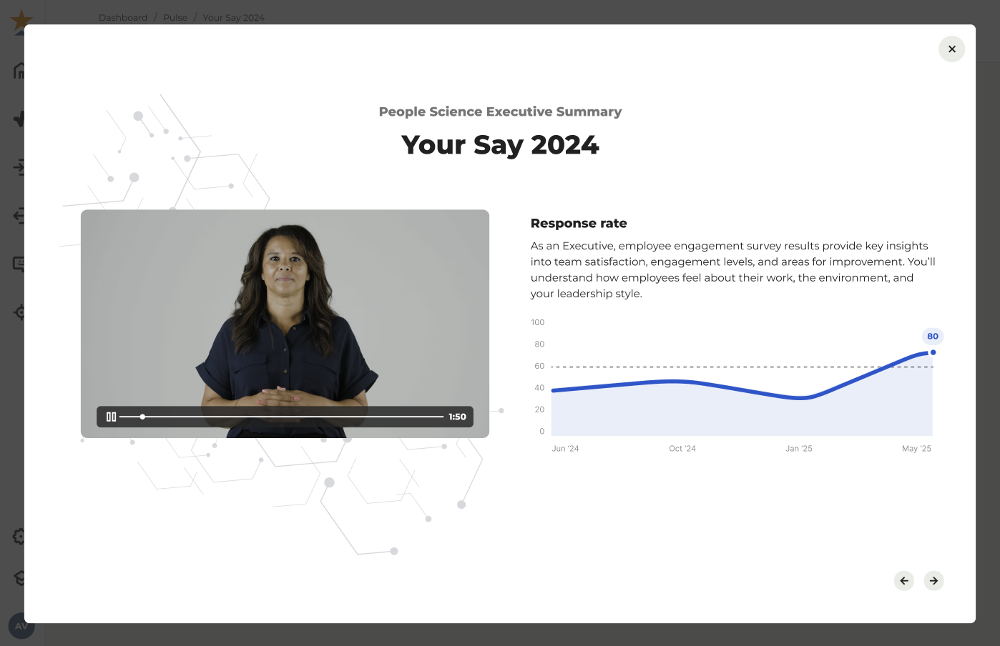 Dashboard / Pulse / Your Say 2024
People Science Executive Summary
Your Say 2024
1:50
Response rate
As an Executive, employee engagement survey results provide key insights
into team satisfaction, engagement levels, and areas for improvement. You’ll
understand how employees feel about their work, the environment, and
your leadership style.
100
80
80
60
40
20
0
Jun ‘24 Oct ‘24 Jan ‘25 May ‘25
AV